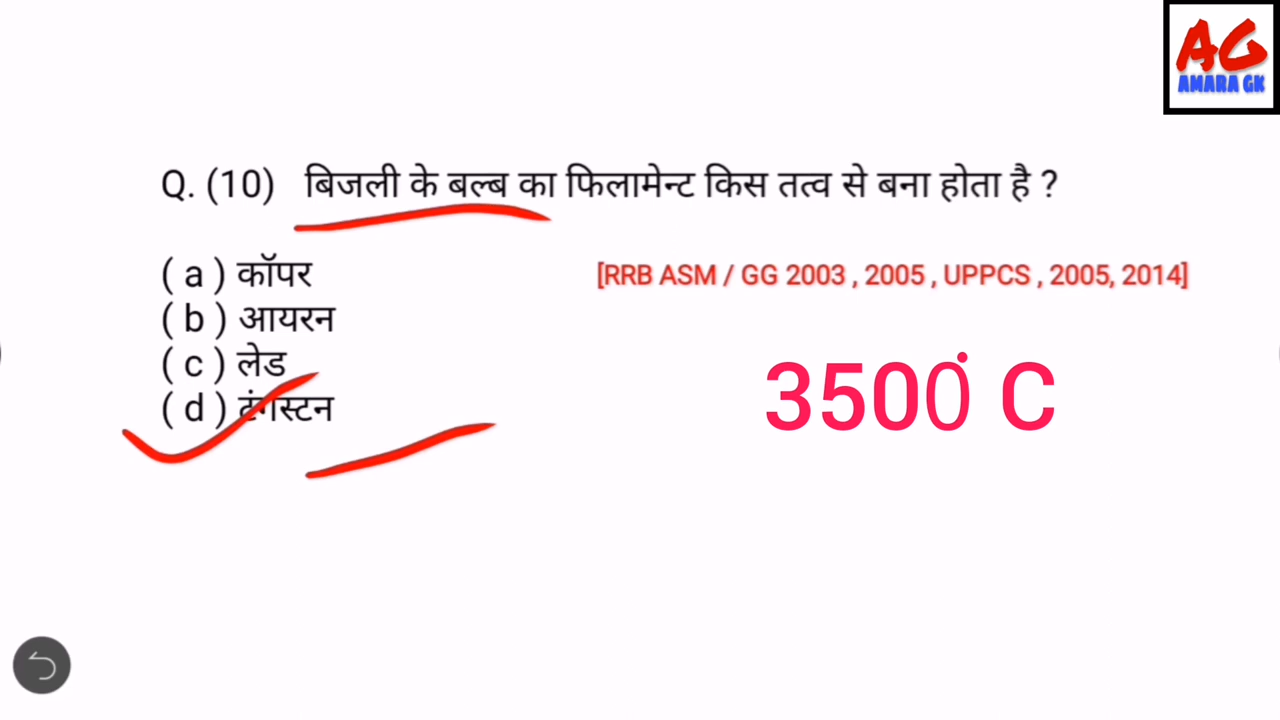 AG
AMARA GK
Q. (10) बिजली के बल्ब का फिलामेन्ट किस तत्व से बना होता है ?
( a ) कॉपर
[RRB ASM / GG 2003 , 2005 , UPPCS , 2005, 2014]
( b ) आयरन
( c ) लेड
( d ) टंगस्टन
3500̊ C